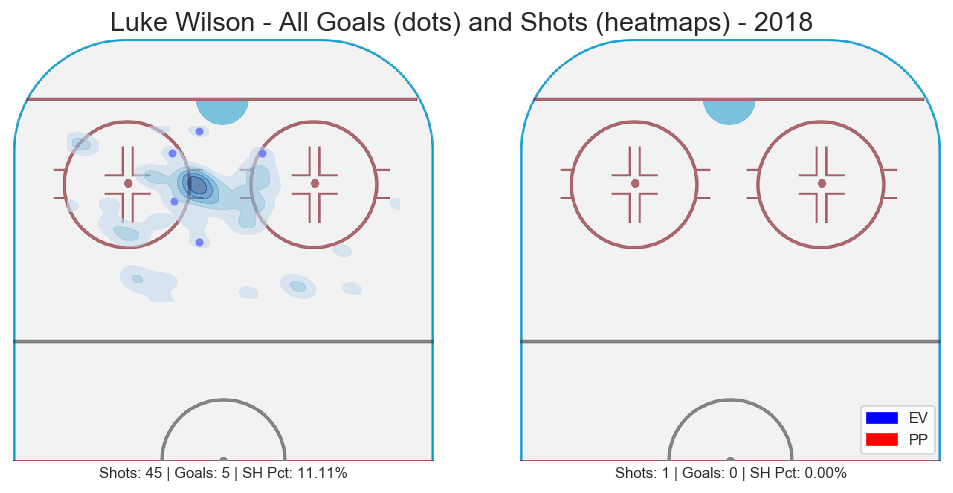 Luke Wilson - All Goals (dots) and Shots (heatmaps) - 2018
EV
PP
Shots: 45 | Goals: 5 | SH Pct: 11.11%
Shots: 1 | Goals: 0 | SH Pct: 0.00%